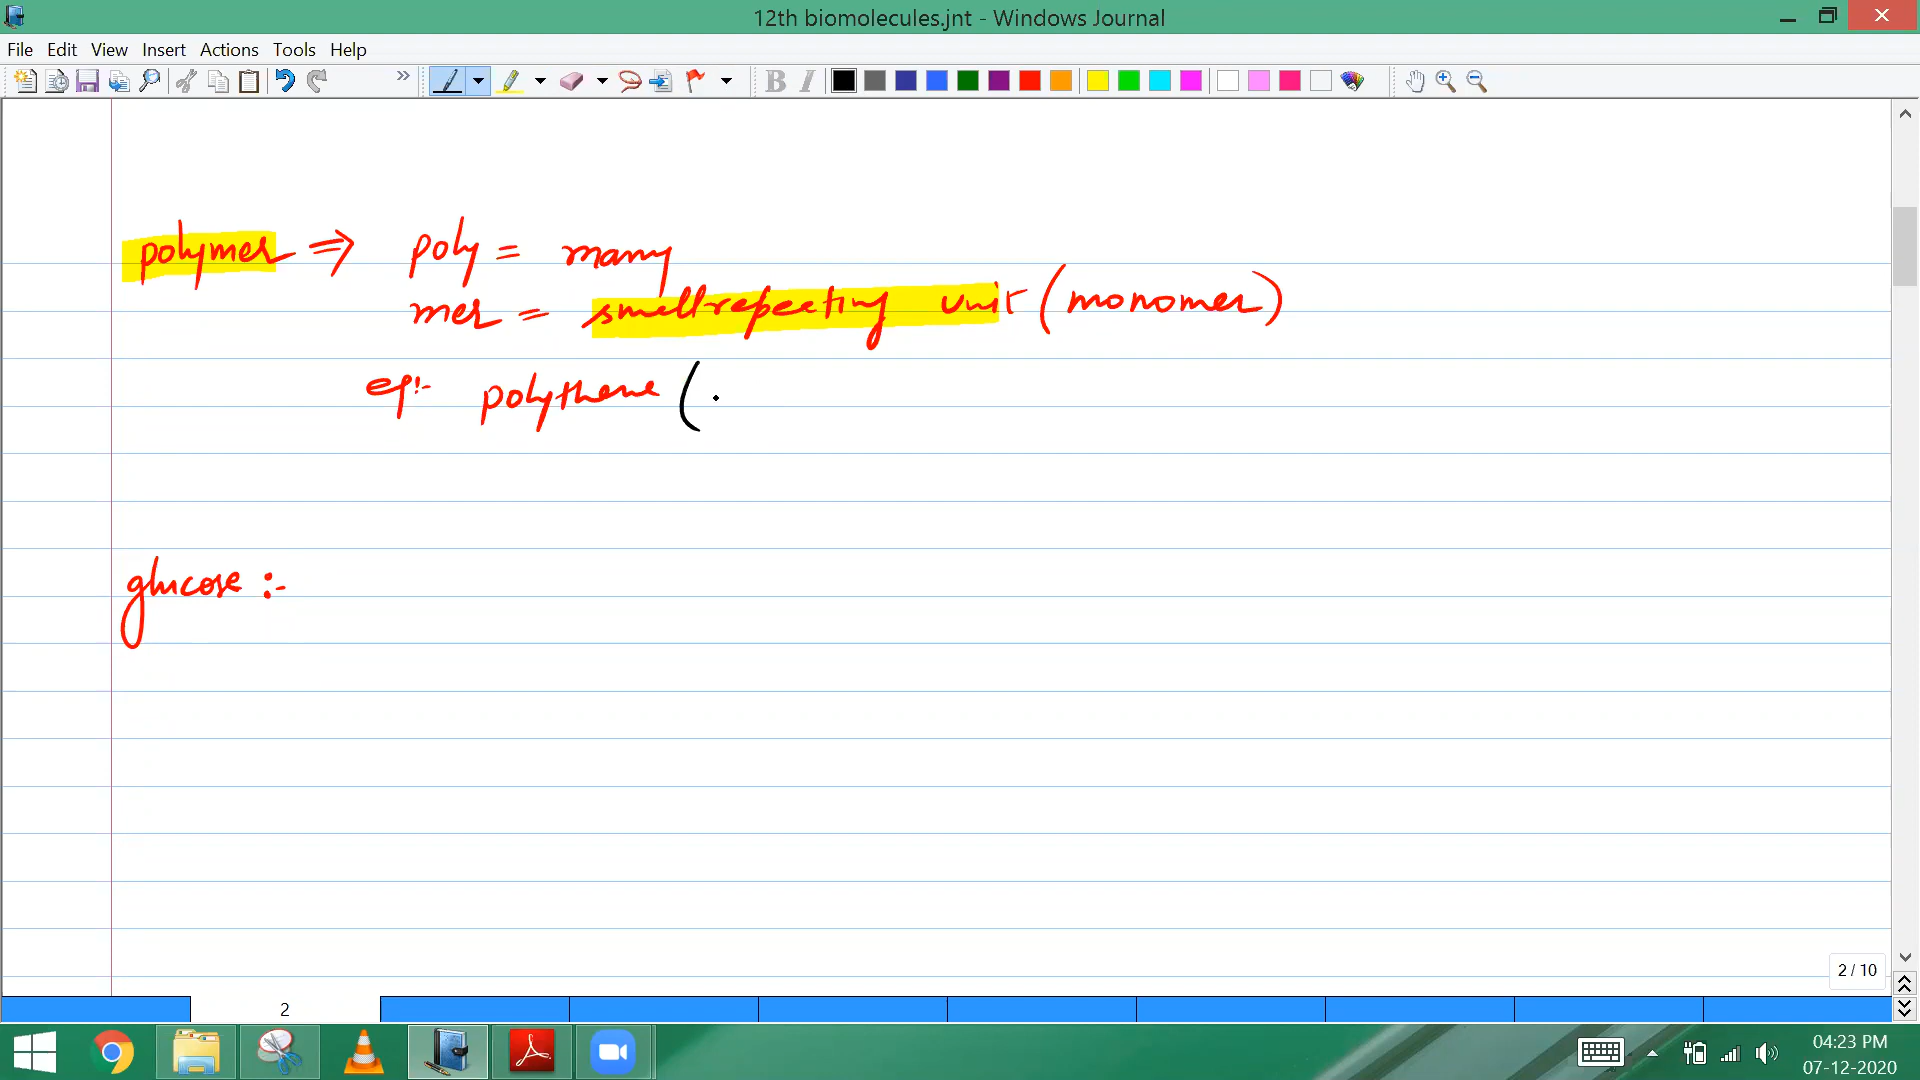 12th biomolecules.jnt - Windows Journal
File Edit View Insert Actions Tools Help
polymer ⇒ poly = many
mer = small repeating unit (monomer)
eg:- polythene (
glucose :-
2 / 10
2
04:23 PM
07-12-2020